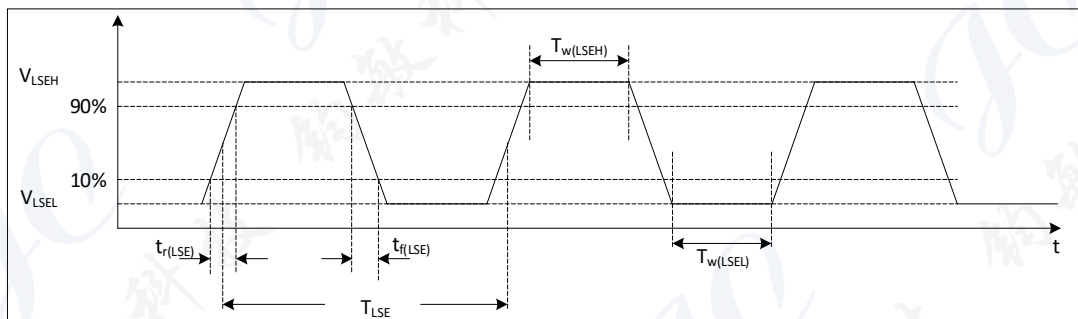 T_w(LSEH)
V_LSEH
90%
10%
V_LSEL
t_r(LSE)
t_f(LSE)
T_w(LSEL)
t
T_LSE